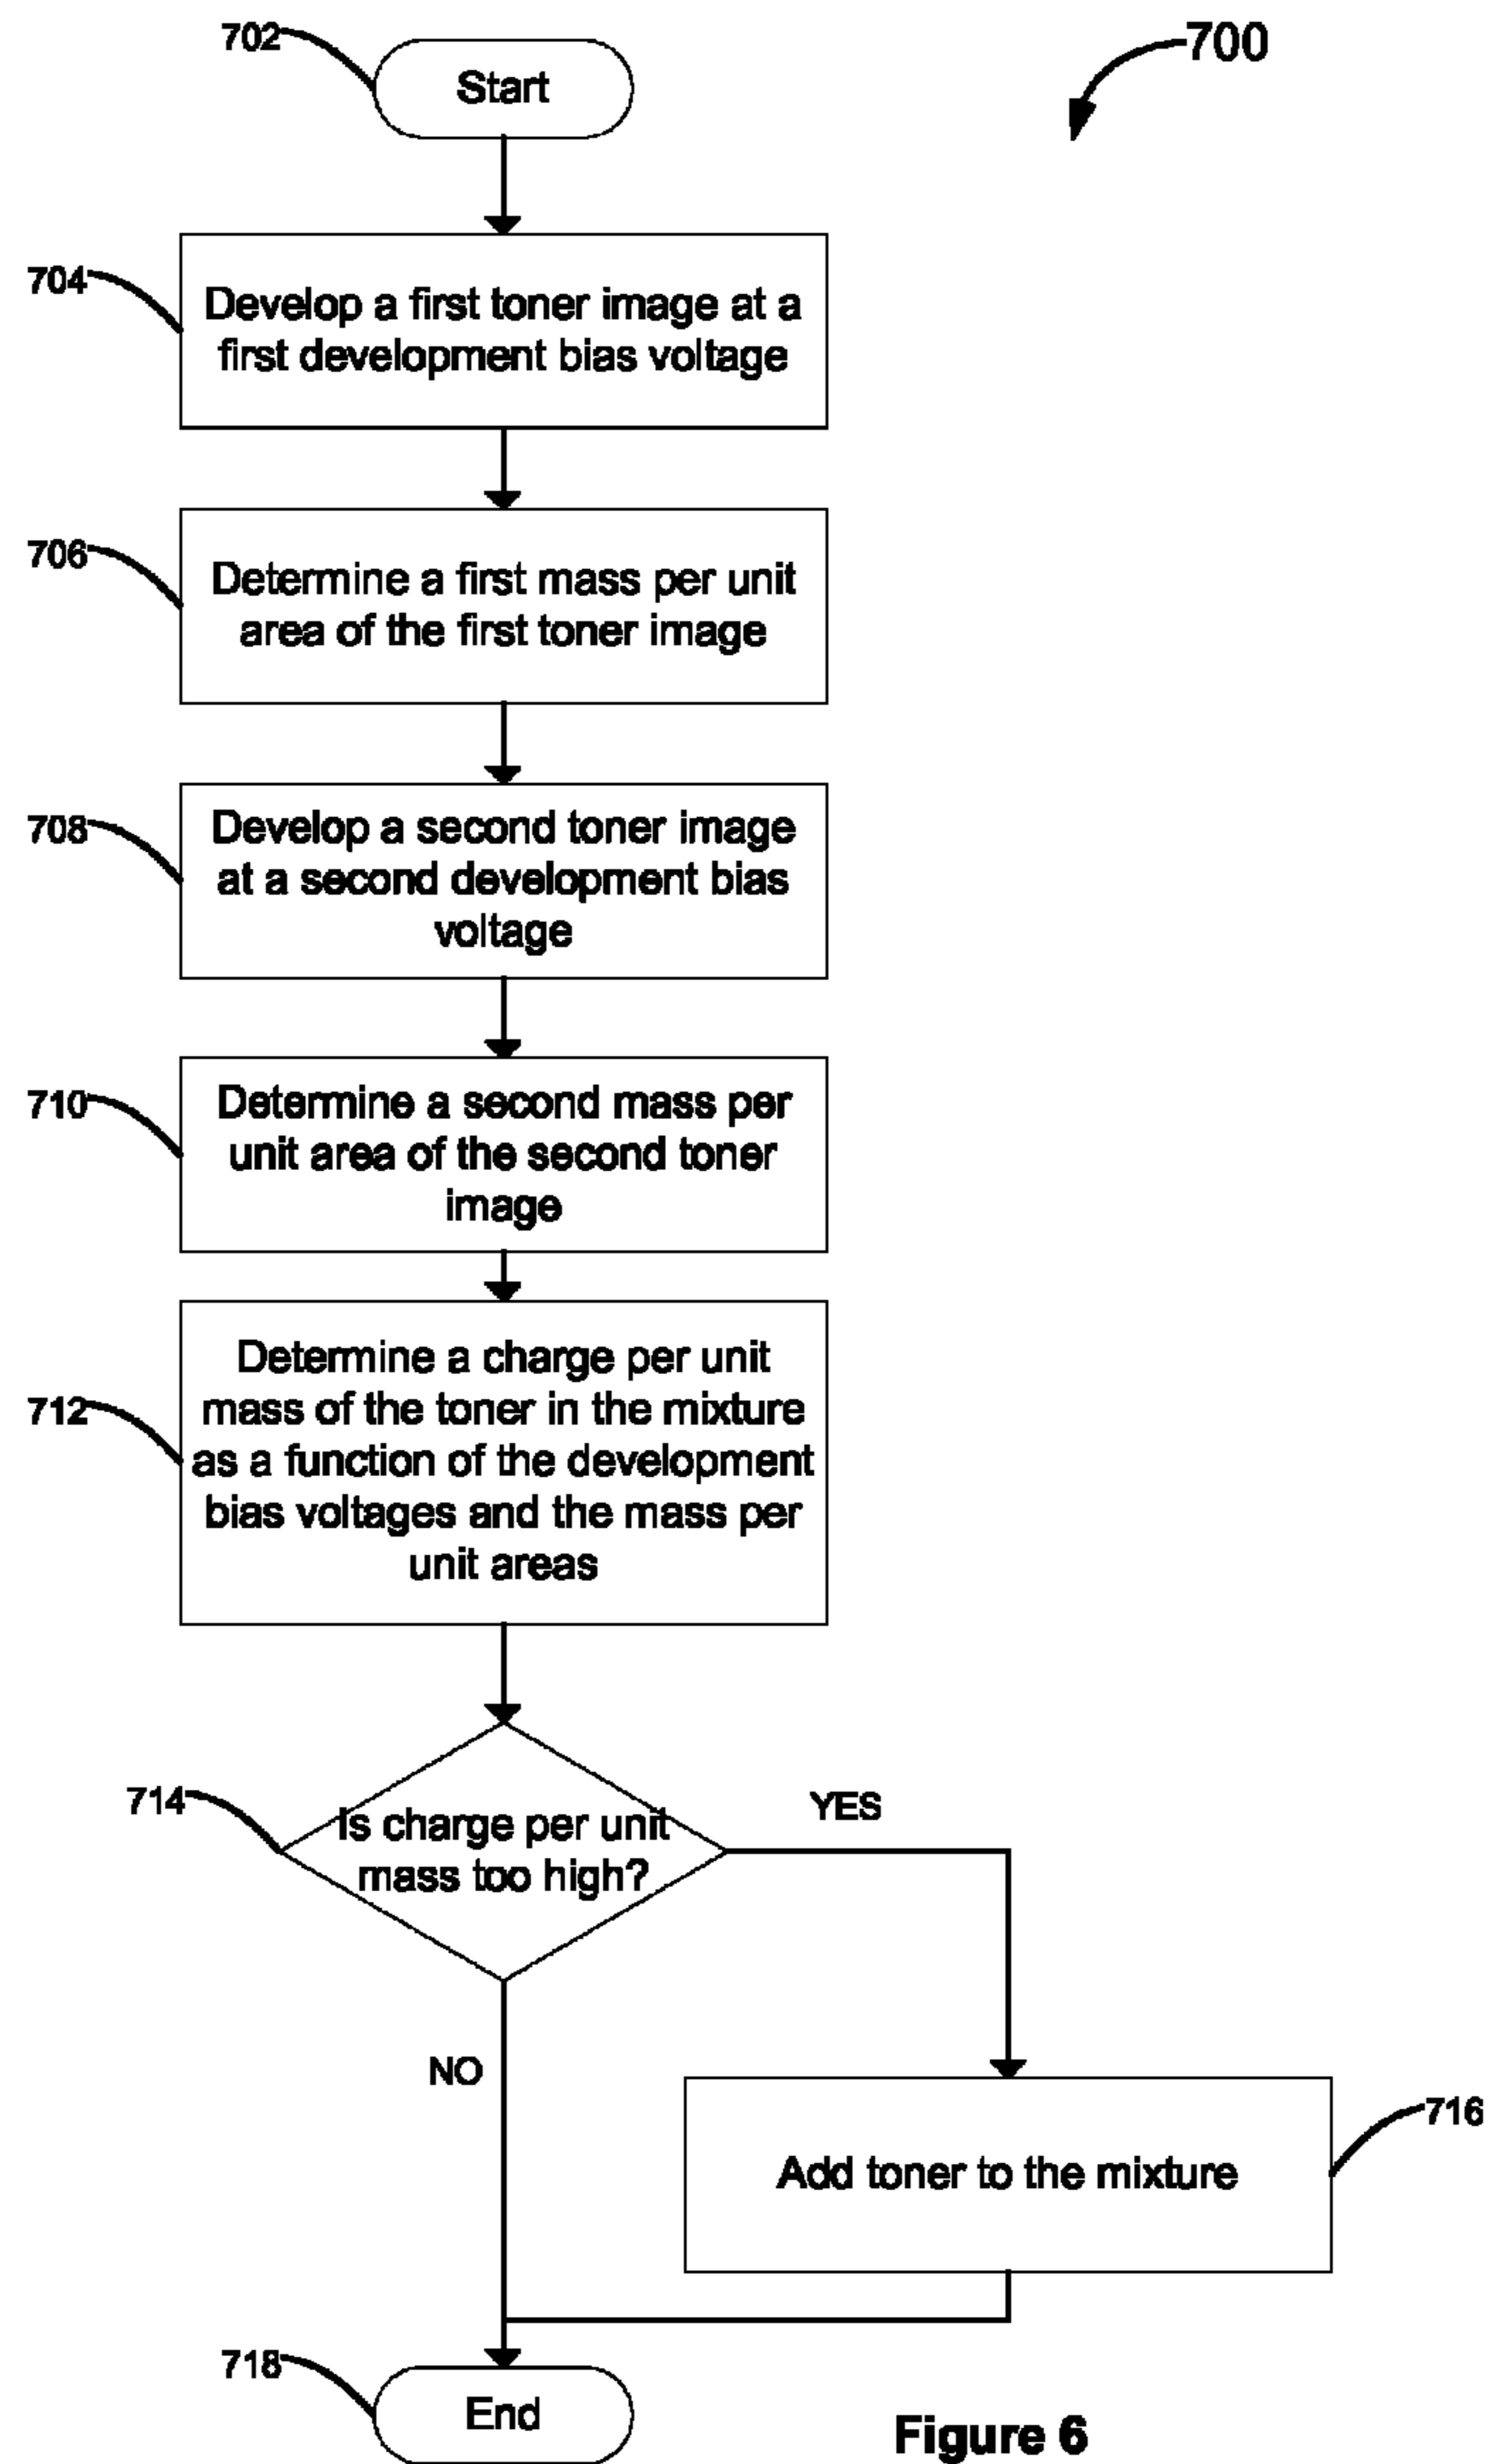 702
Start
700
704
Develop a first toner image at a
first development bias voltage
706
Determine a first mass per unit
area of the first toner image
708
Develop a second toner image
at a second development bias
voltage
710
Determine a second mass per
unit area of the second toner
image
712
Determine a charge per unit
mass of the toner in the mixture
as a function of the development
bias voltages and the mass per
unit areas
714
Is charge per unit
mass too high?
YES
NO
716
Add toner to the mixture
718
End
Figure 6